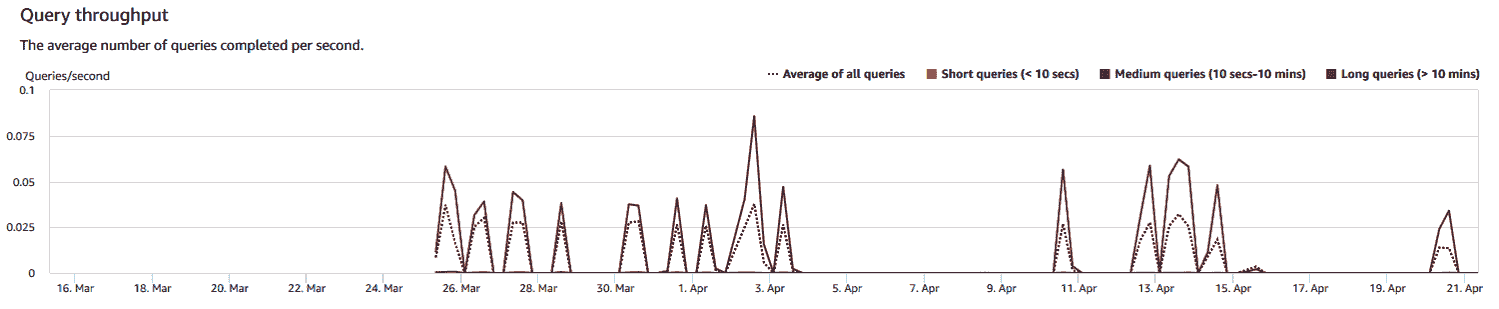 Query throughput
The average number of queries completed per second.
Queries/second
Average of all queries Short queries (< 10 secs) Medium queries (10 secs-10 mins) Long queries (> 10 mins)
0.1
0.075
0.05
0.025
0
16. Mar 18. Mar 20. Mar 22. Mar 24. Mar 26. Mar 28. Mar 30. Mar 1. Apr 3. Apr 5. Apr 7. Apr 9. Apr 11. Apr 13. Apr 15. Apr 17. Apr 19. Apr 21. Apr